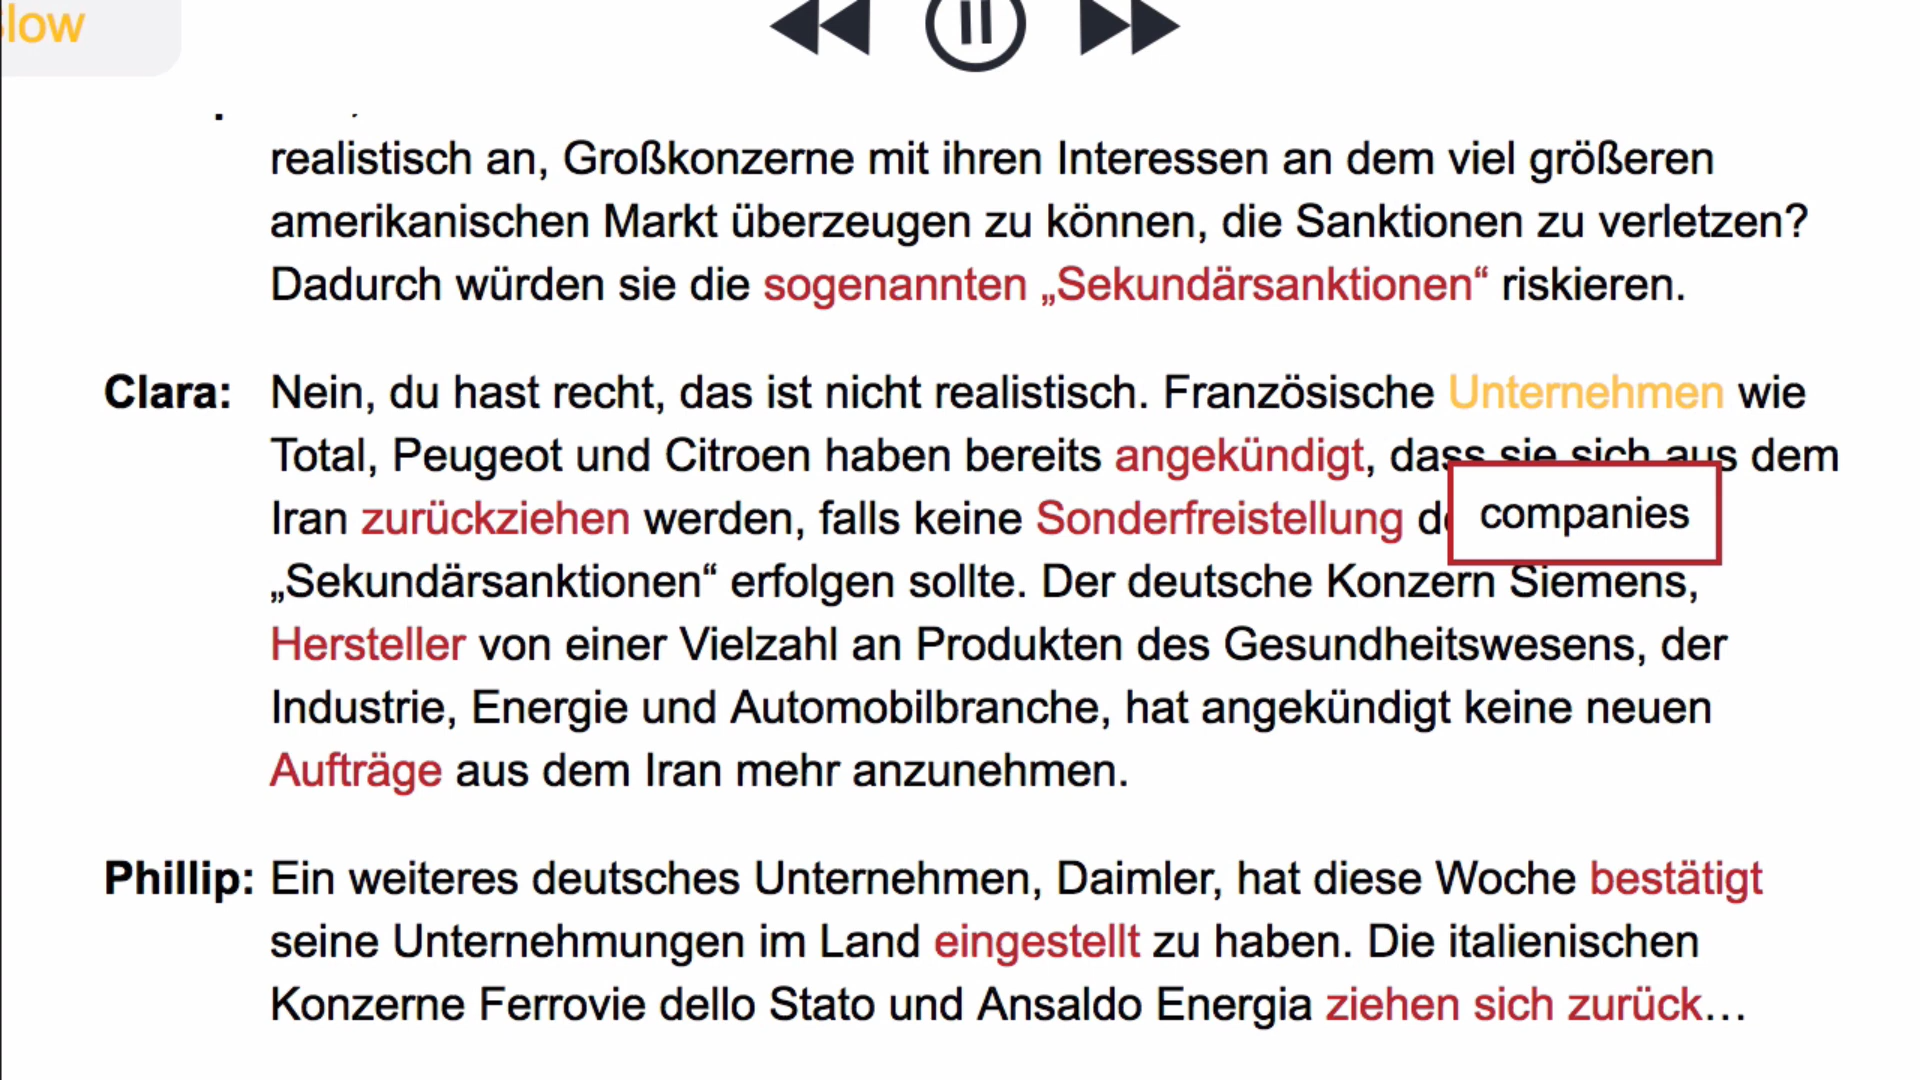 low
realistisch an, Großkonzerne mit ihren Interessen an dem viel größeren
amerikanischen Markt überzeugen zu können, die Sanktionen zu verletzen?
Dadurch würden sie die sogenannten „Sekundärsanktionen“ riskieren.
Clara: Nein, du hast recht, das ist nicht realistisch. Französische Unternehmen wie
Total, Peugeot und Citroen haben bereits angekündigt, dass sie sich aus dem
Iran zurückziehen werden, falls keine Sonderfreistellung
companies
„Sekundärsanktionen“ erfolgen sollte. Der deutsche Konzern Siemens,
Hersteller von einer Vielzahl an Produkten des Gesundheitswesens, der
Industrie, Energie und Automobilbranche, hat angekündigt keine neuen
Aufträge aus dem Iran mehr anzunehmen.
Phillip: Ein weiteres deutsches Unternehmen, Daimler, hat diese Woche bestätigt
seine Unternehmungen im Land eingestellt zu haben. Die italienischen
Konzerne Ferrovie dello Stato und Ansaldo Energia ziehen sich zurück…